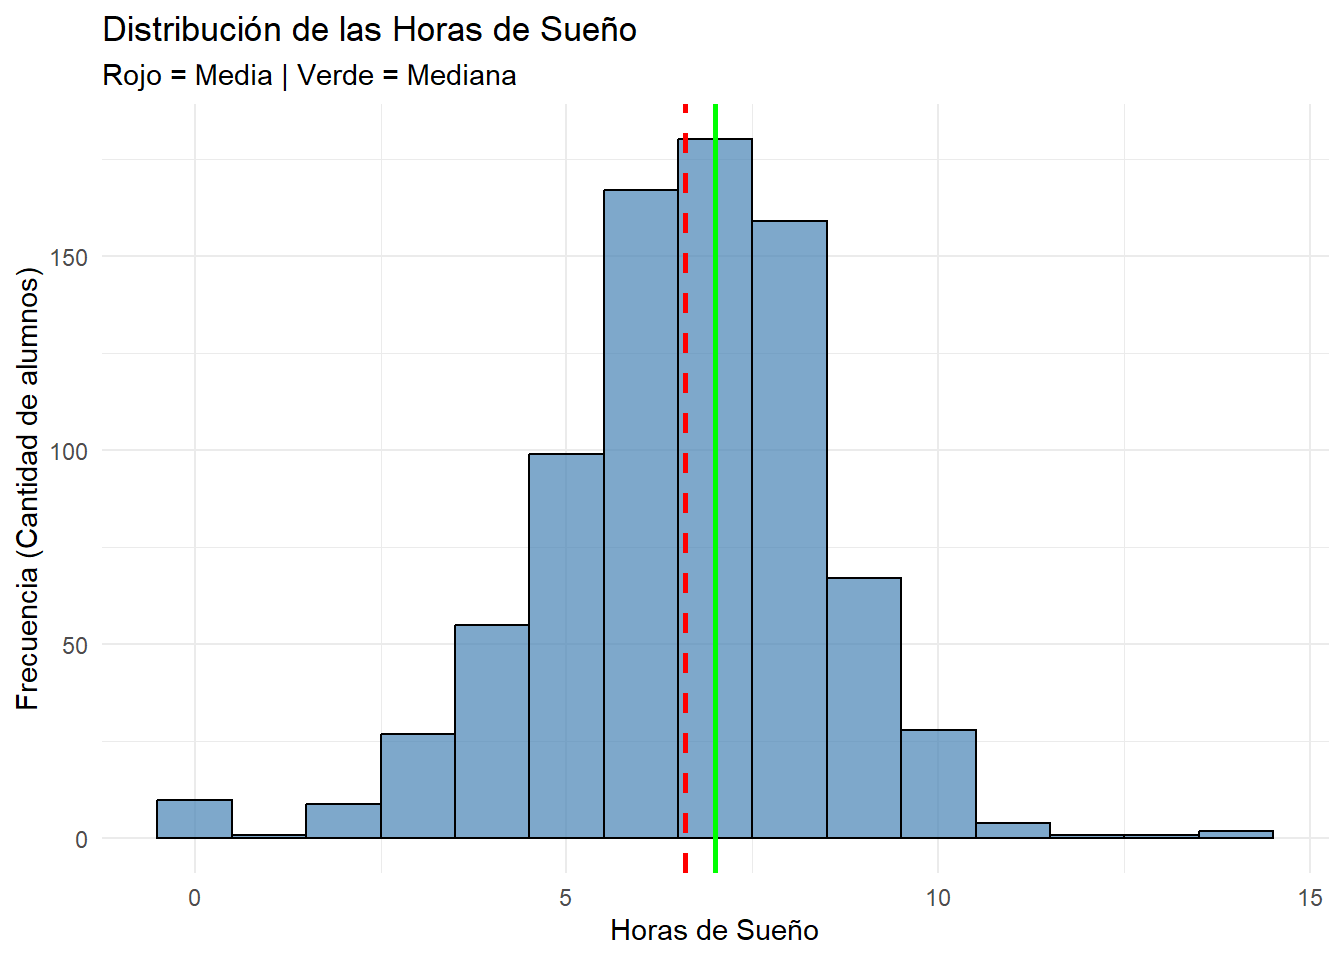 Distribución de las Horas de Sueño
Rojo = Media | Verde = Mediana
Frecuencia (Cantidad de alumnos)
150
100
50
0
0
5
10
15
Horas de Sueño